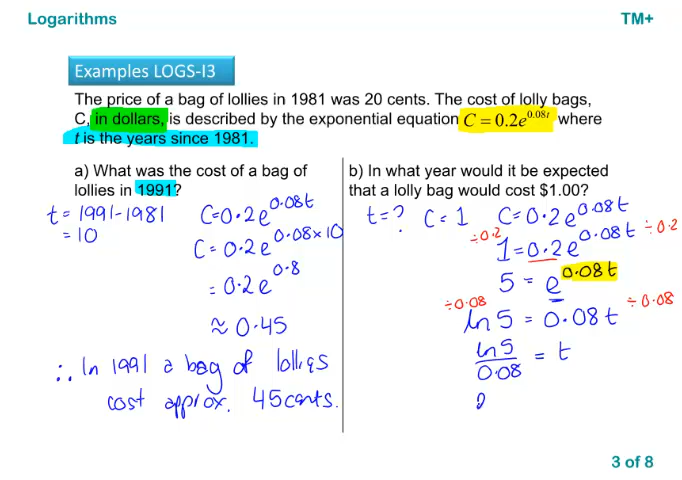 Logarithms
TM+
Examples LOGS-I3
The price of a bag of lollies in 1981 was 20 cents. The cost of lolly bags,
C, in dollars, is described by the exponential equation C = 0.2e^{0.08t} where
t is the years since 1981.
a) What was the cost of a bag of
lollies in 1991?
t = 1991-1981
= 10
C=0.2e^{0.08t}
C=0.2e^{0.08×10}
=0.2e^{0.8}
≈ 0.45
∴ In 1991 a bag of lollies
cost approx. 45cents.
b) In what year would it be expected
that a lolly bag would cost $1.00?
t=? C=1 C=0.2e^{0.08t}
÷0.2 1=0.2e^{0.08t} ÷0.2
5 = e^{0.08t}
÷0.08 ln5 = 0.08t ÷0.08
ln5/0.08 = t
3 of 8